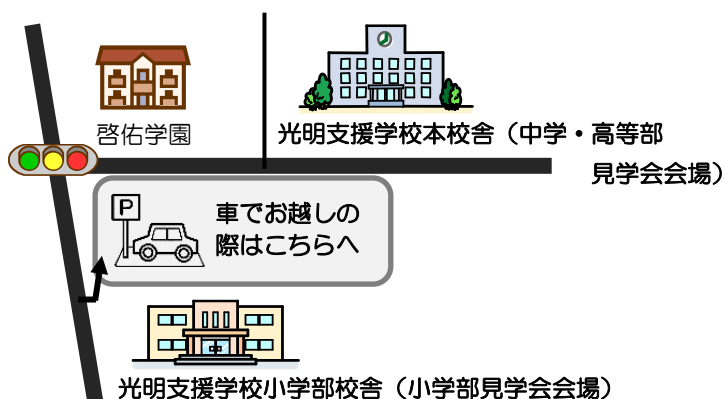 啓佑学園
光明支援学校本校舎（中学・高等部
見学会会場）
P
車でお越しの
際はこちらへ
光明支援学校小学部校舎（小学部見学会会場）